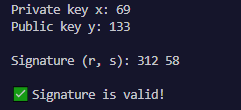 Private key x: 69
Public key y: 133
Signature (r, s): 312 58
✅ Signature is valid!